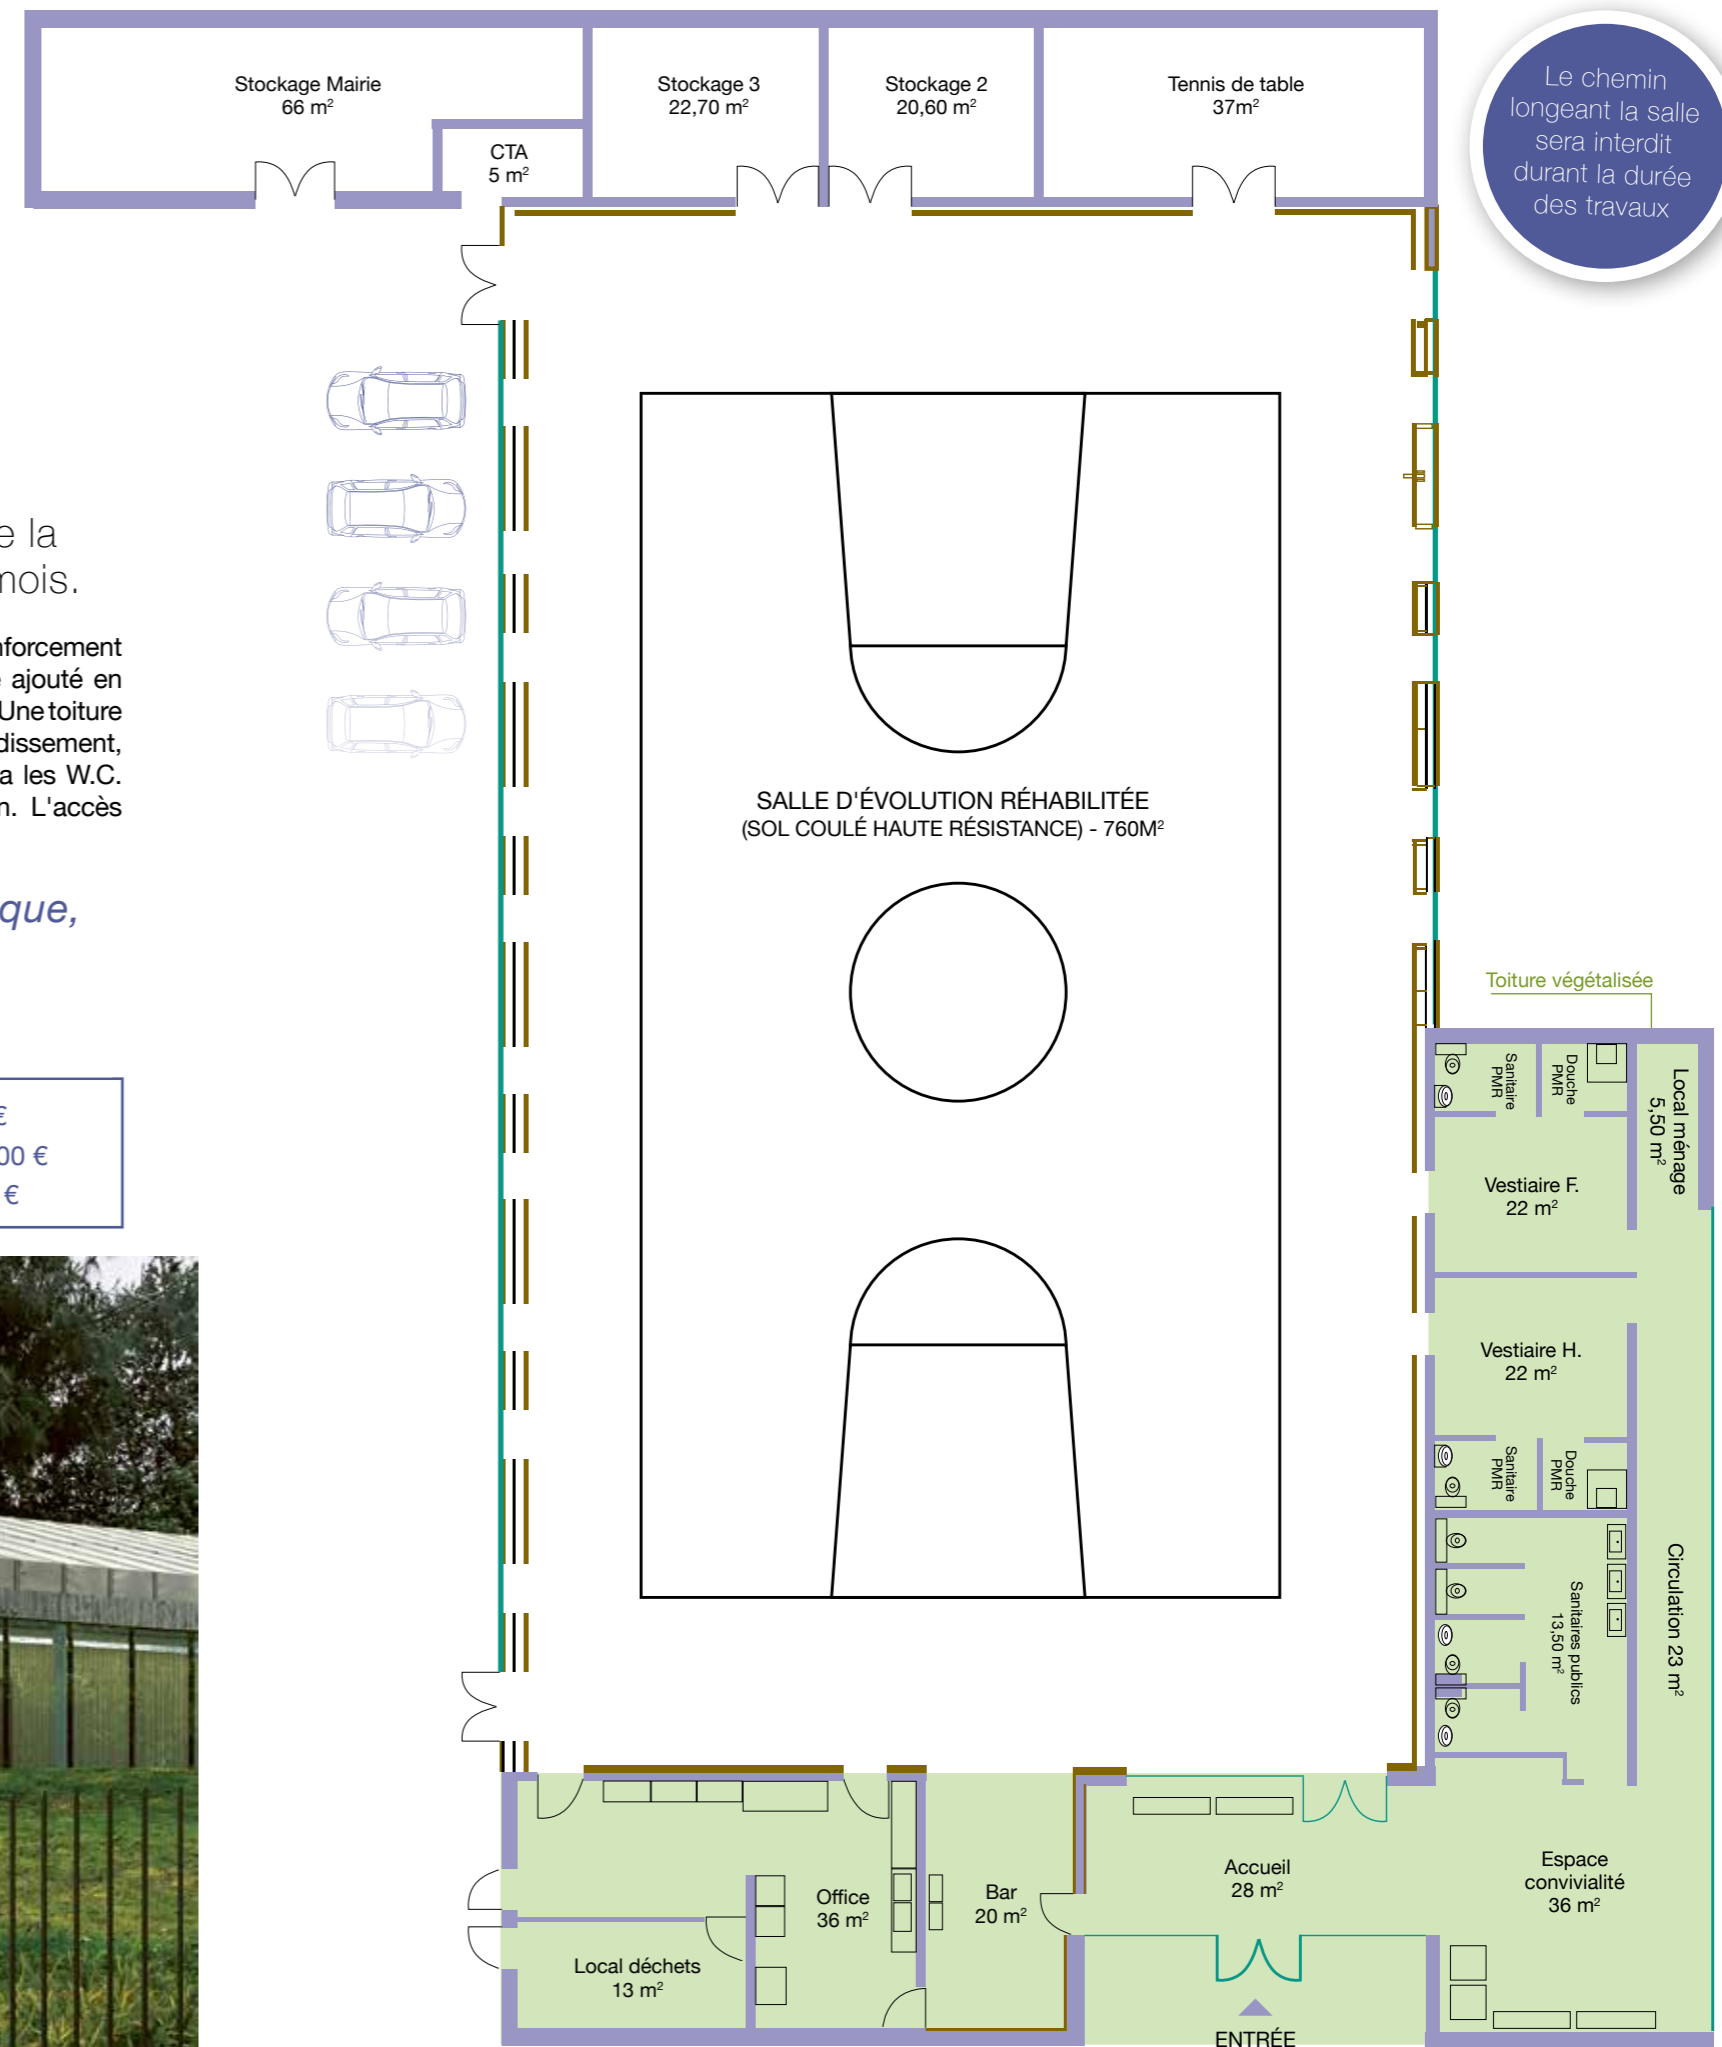 Stockage Mairie
66 m²
CTA
5 m²
Stockage 3
22,70 m²
Stockage 2
20,60 m²
Tennis de table
37m²
Le chemin
longeant la salle
sera interdit
durant la durée
des travaux
e la
mois.
nforcement
ajouté en
Une toiture
dissement,
a les W.C.
n. L'accès
que,
€
00 €
€
SALLE D'ÉVOLUTION RÉHABILITÉE
(SOL COULÉ HAUTE RÉSISTANCE) - 760M²
Toiture végétalisée
Sanitaire
PMR
Douche
PMR
Local ménage
5,50 m²
Vestiaire F.
22 m²
Vestiaire H.
22 m²
Sanitaire
PMR
Douche
PMR
Sanitaires publics
13,50 m²
Circulation 23 m²
Office
36 m²
Local déchets
13 m²
Bar
20 m²
Accueil
28 m²
Espace
convivialité
36 m²
ENTRÉE